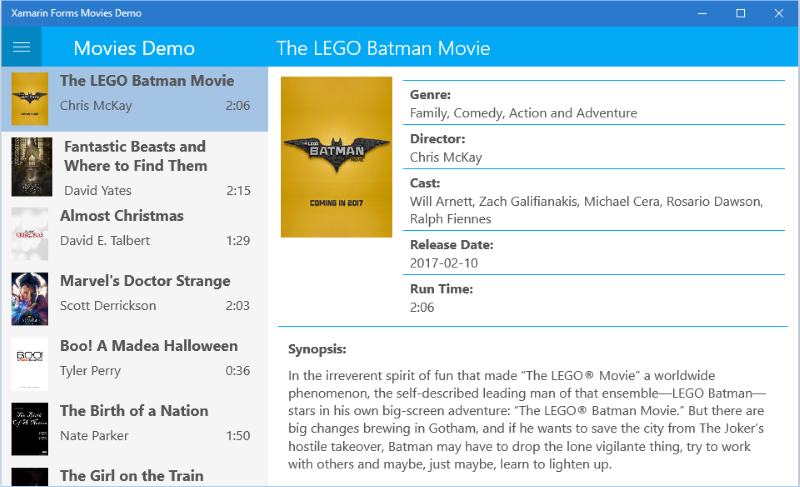 Xamarin Forms Movies Demo
Movies Demo
The LEGO Batman Movie
The LEGO Batman Movie
Chris McKay 2:06
Fantastic Beasts and
Where to Find Them
David Yates 2:15
Almost Christmas
David E. Talbert 1:29
Marvel's Doctor Strange
Scott Derrickson 2:03
BOO!
Boo! A Madea Halloween
Tyler Perry 0:36
The Birth of a Nation
Nate Parker 1:50
The Girl on the Train
THE LEGO
BATMAN
MOVIE
COMING IN 2017
Genre:
Family, Comedy, Action and Adventure
Director:
Chris McKay
Cast:
Will Arnett, Zach Galifianakis, Michael Cera, Rosario Dawson,
Ralph Fiennes
Release Date:
2017-02-10
Run Time:
2:06
Synopsis:
In the irreverent spirit of fun that made “The LEGO® Movie” a worldwide
phenomenon, the self-described leading man of that ensemble—LEGO Batman—
stars in his own big-screen adventure: “The LEGO® Batman Movie.” But there are
big changes brewing in Gotham, and if he wants to save the city from The Joker’s
hostile takeover, Batman may have to drop the lone vigilante thing, try to work
with others and maybe, just maybe, learn to lighten up.